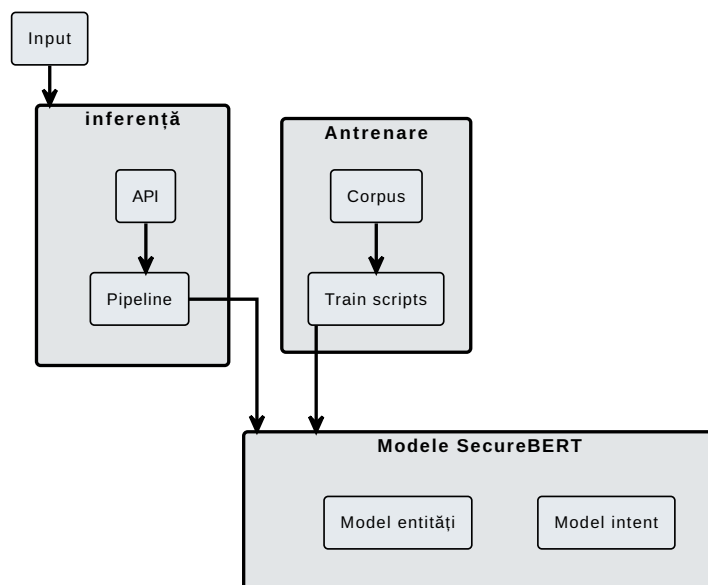 Input
inferență
Antrenare
API
Corpus
Pipeline
Train scripts
Modele SecureBERT
Model entități
Model intent